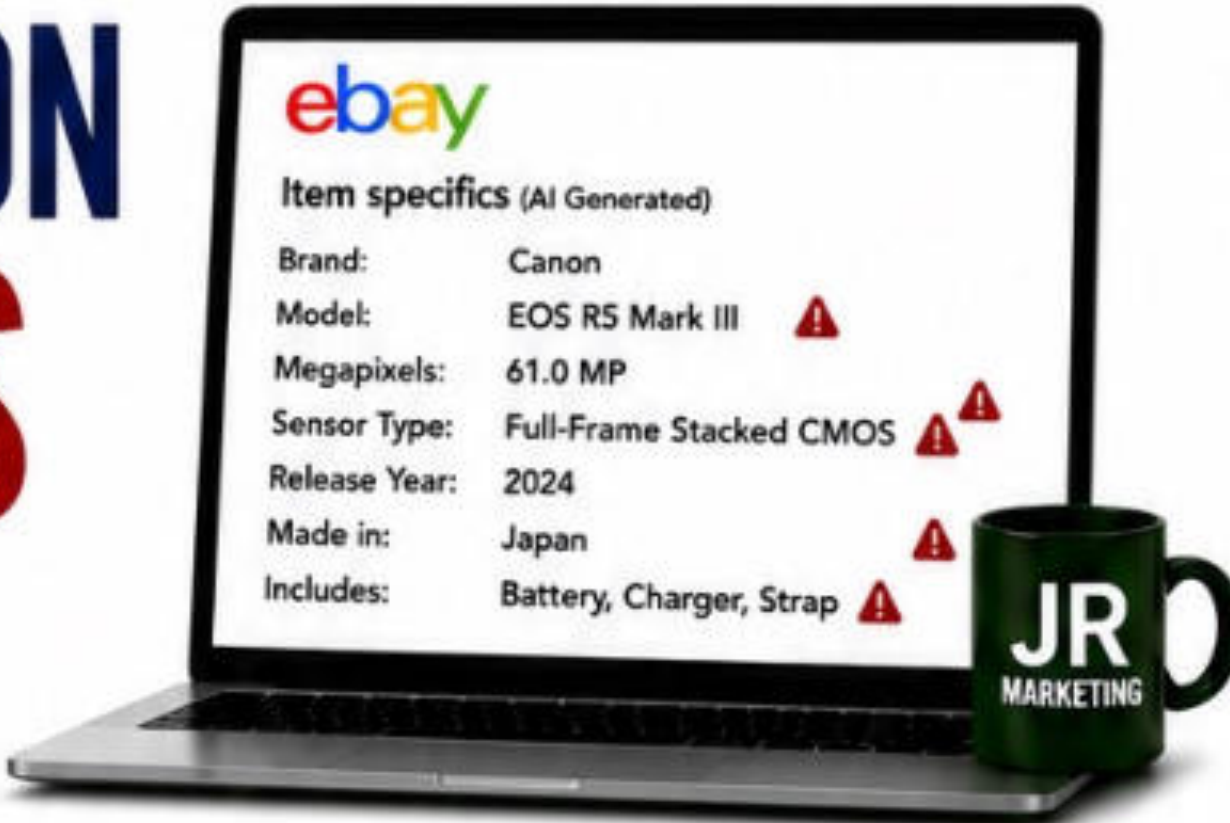 ON
S
ebay
Item specifics (AI Generated)
Brand: Canon
Model: EOS R5 Mark III
Megapixels: 61.0 MP
Sensor Type: Full-Frame Stacked CMOS
Release Year: 2024
Made in: Japan
Includes: Battery, Charger, Strap
JR
MARKETING